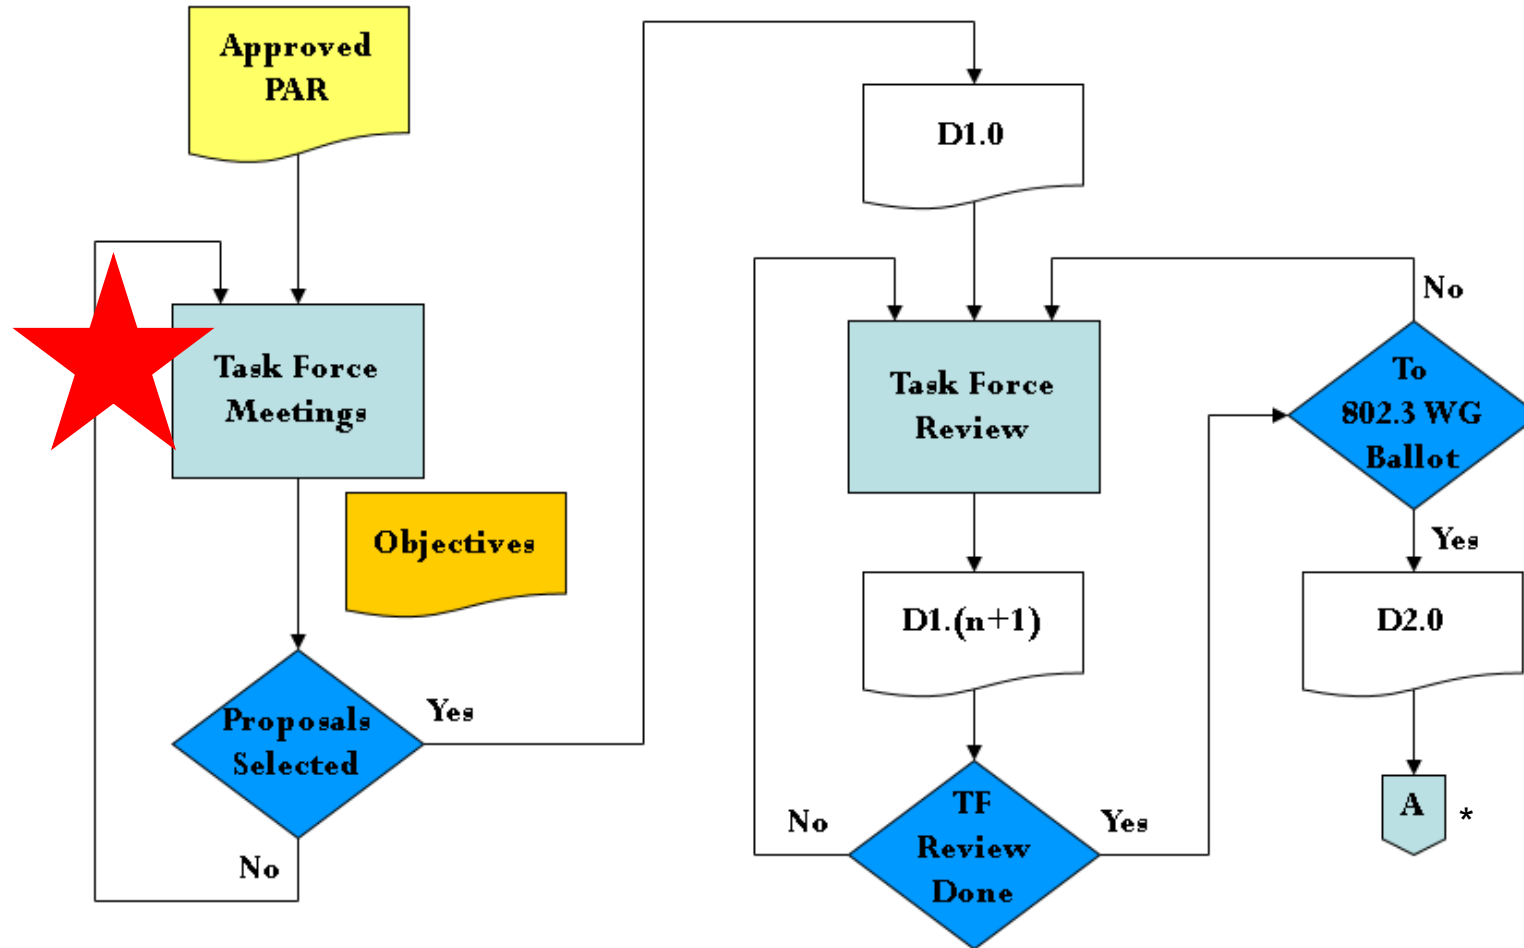 Approved
PAR
Task Force
Meetings
Objectives
Proposals
Selected
Yes
No
D1.0
Task Force
Review
D1.(n+1)
TF
Review
Done
No
Yes
To
802.3 WG
Ballot
No
Yes
D2.0
A *